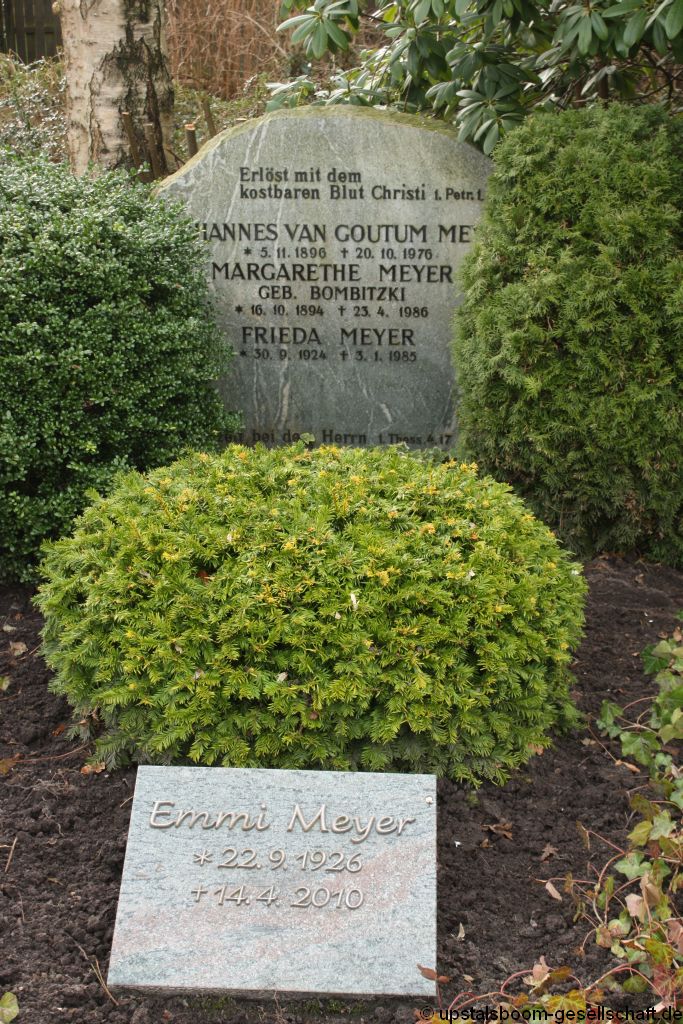 Erlöst mit dem
kostbaren Blut Christi 1. Petr. 1
HANNES VAN GOUTUM ME
* 5. 11. 1896 + 20. 10. 1976
MARGARETHE MEYER
GEB. BOMBITZKI
* 16. 10. 1894 + 23. 4. 1986
FRIEDA MEYER
* 30. 9. 1924 + 3. 1. 1985
bei dem Herrn 1. Thess. 4. 17
Emmi Meyer
* 22. 9. 1926
+ 14. 4. 2010
© upstalsboom-gesellschaft.de